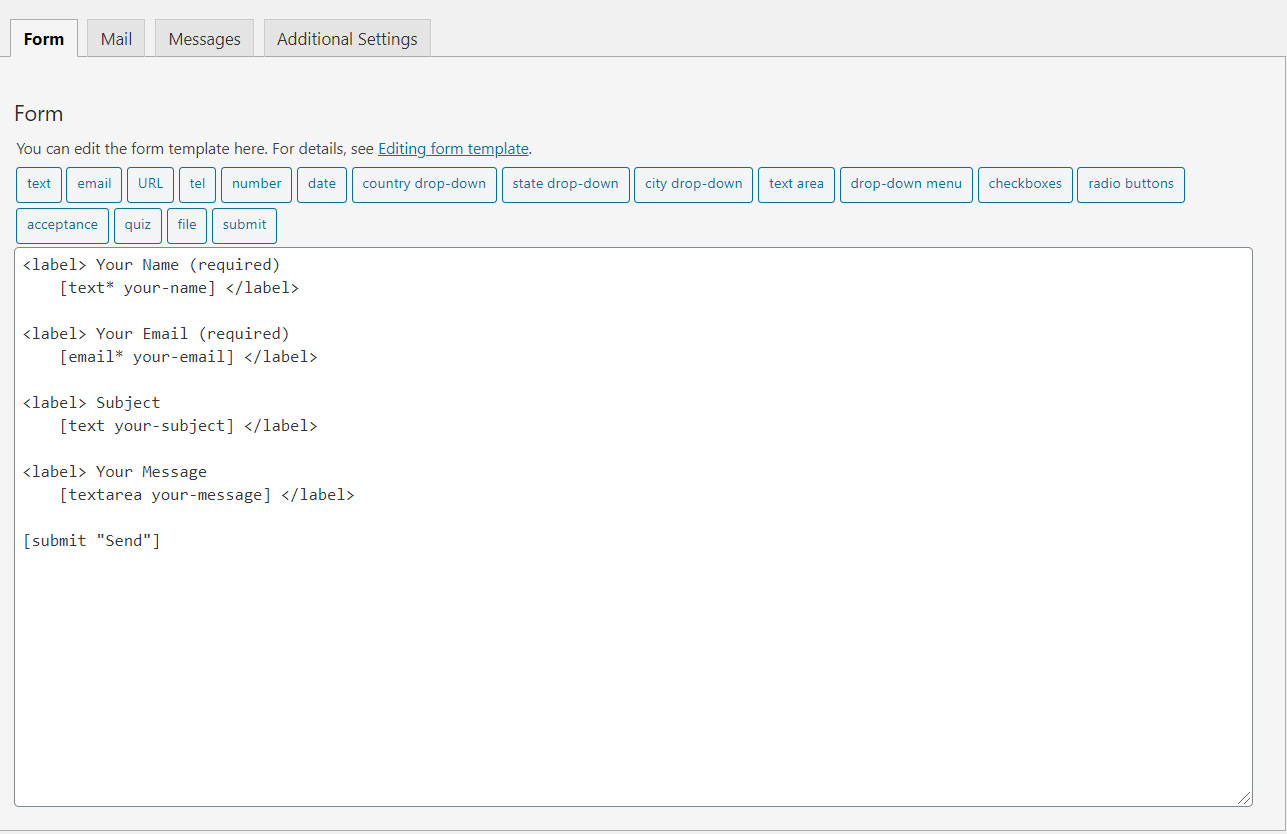 Form Mail Messages Additional Settings
Form
You can edit the form template here. For details, see Editing form template.
text email URL tel number date country drop-down state drop-down city drop-down text area drop-down menu checkboxes radio buttons
acceptance quiz file submit
<label> Your Name (required)
    [text* your-name] </label>

<label> Your Email (required)
    [email* your-email] </label>

<label> Subject
    [text your-subject] </label>

<label> Your Message
    [textarea your-message] </label>

[submit "Send"]